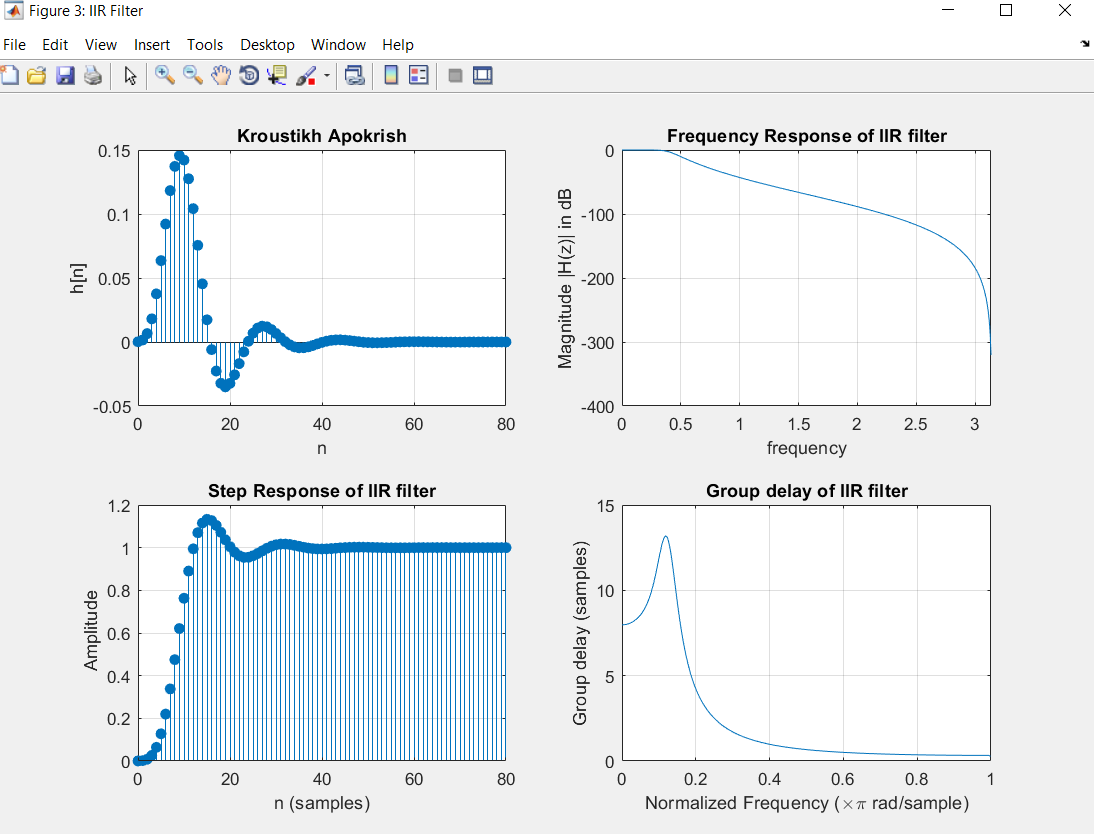 Figure 3: IIR Filter
File Edit View Insert Tools Desktop Window Help
Kroustikh Apokrish
0.15
0.1
0.05
0
-0.05
h[n]
0 20 40 60 80
n
Frequency Response of IIR filter
0
-100
-200
-300
-400
Magnitude |H(z)| in dB
0 0.5 1 1.5 2 2.5 3
frequency
Step Response of IIR filter
1.2
1
0.8
0.6
0.4
0.2
0
Amplitude
0 20 40 60 80
n (samples)
Group delay of IIR filter
15
10
5
0
Group delay (samples)
0 0.2 0.4 0.6 0.8 1
Normalized Frequency (×π rad/sample)